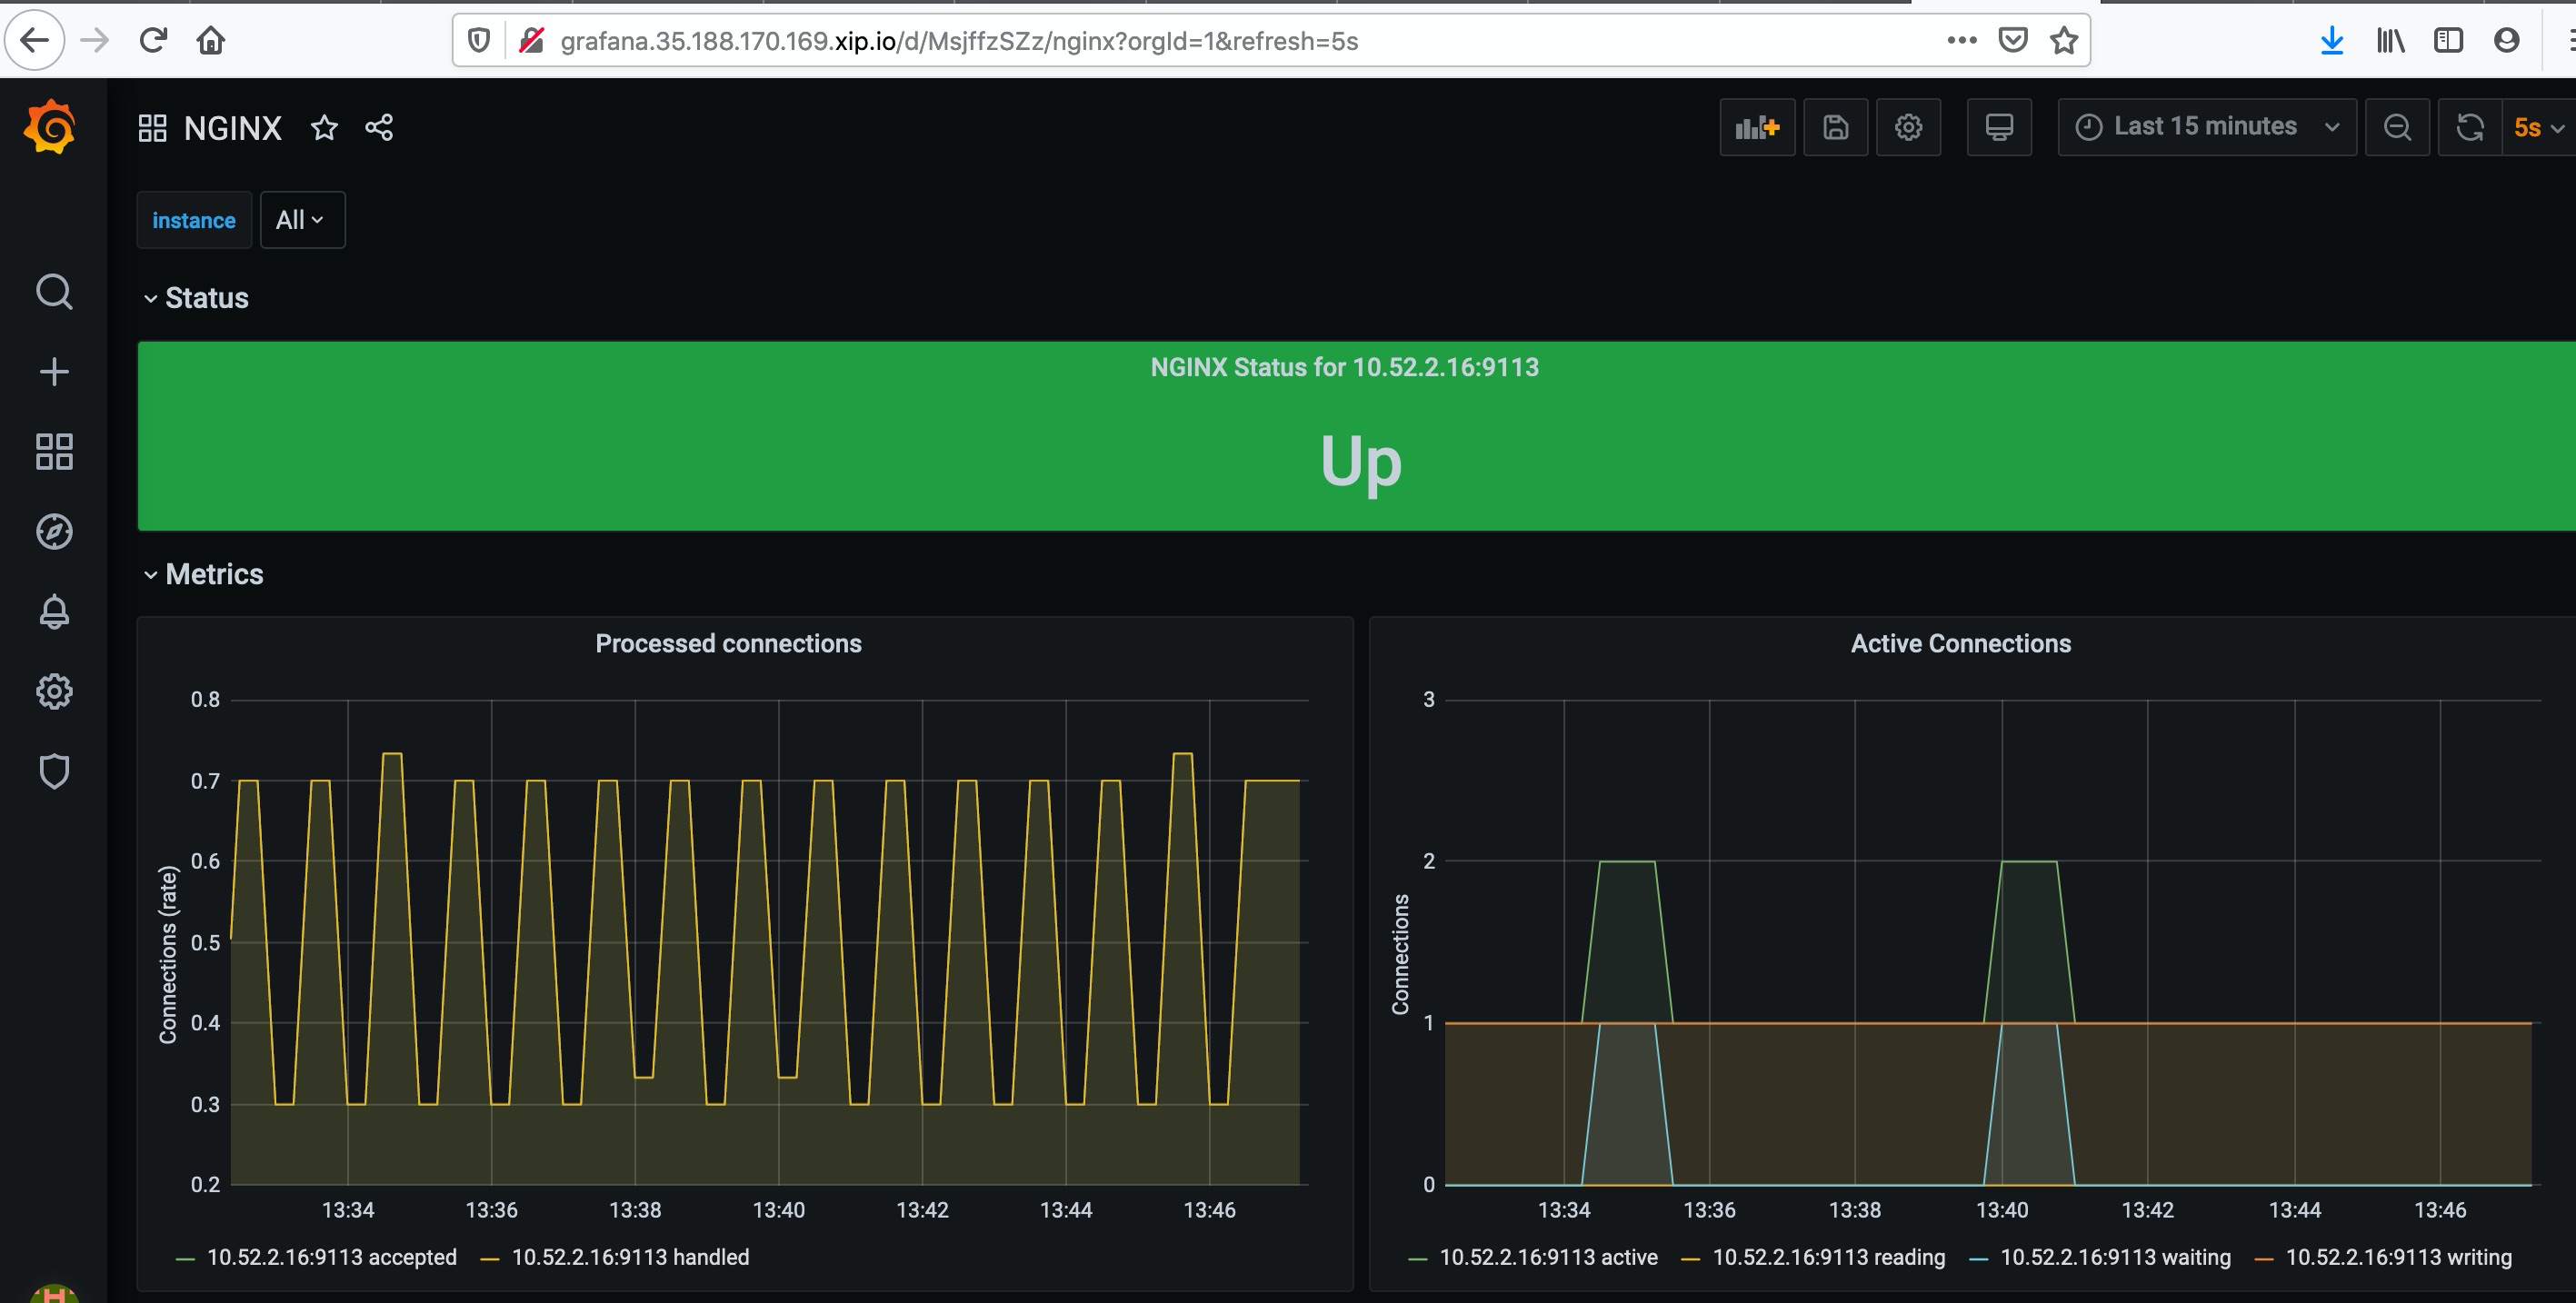 grafana.35.188.170.169.xip.io/d/MsjffzSZz/nginx?orgId=1&refresh=5s
NGINX
Last 15 minutes
5s
instance
All
Status
NGINX Status for 10.52.2.16:9113
Up
Metrics
Processed connections
Connections (rate)
0.8
0.7
0.6
0.5
0.4
0.3
0.2
13:34 13:36 13:38 13:40 13:42 13:44 13:46
10.52.2.16:9113 accepted 10.52.2.16:9113 handled
Active Connections
Connections
3
2
1
0
13:34 13:36 13:38 13:40 13:42 13:44 13:46
10.52.2.16:9113 active 10.52.2.16:9113 reading 10.52.2.16:9113 waiting 10.52.2.16:9113 writing